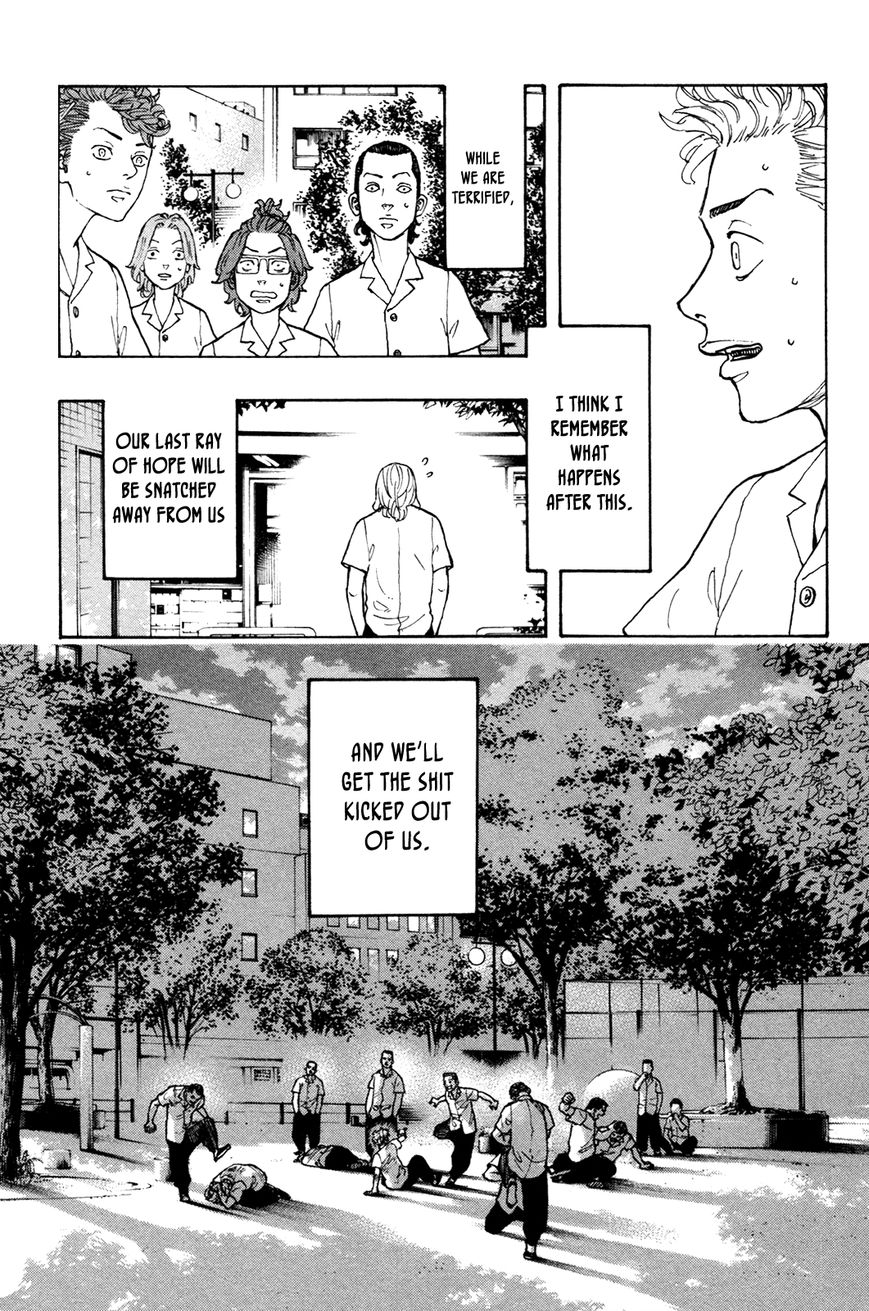 I THINK I
REMEMBER
WHAT
HAPPENS
AFTER THIS.
WHILE
WE ARE
TERRIFIED,
OUR LAST RAY
OF HOPE WILL
BE SNATCHED
AWAY FROM US
AND WE'LL
GET THE SHIT
KICKED OUT
OF US.